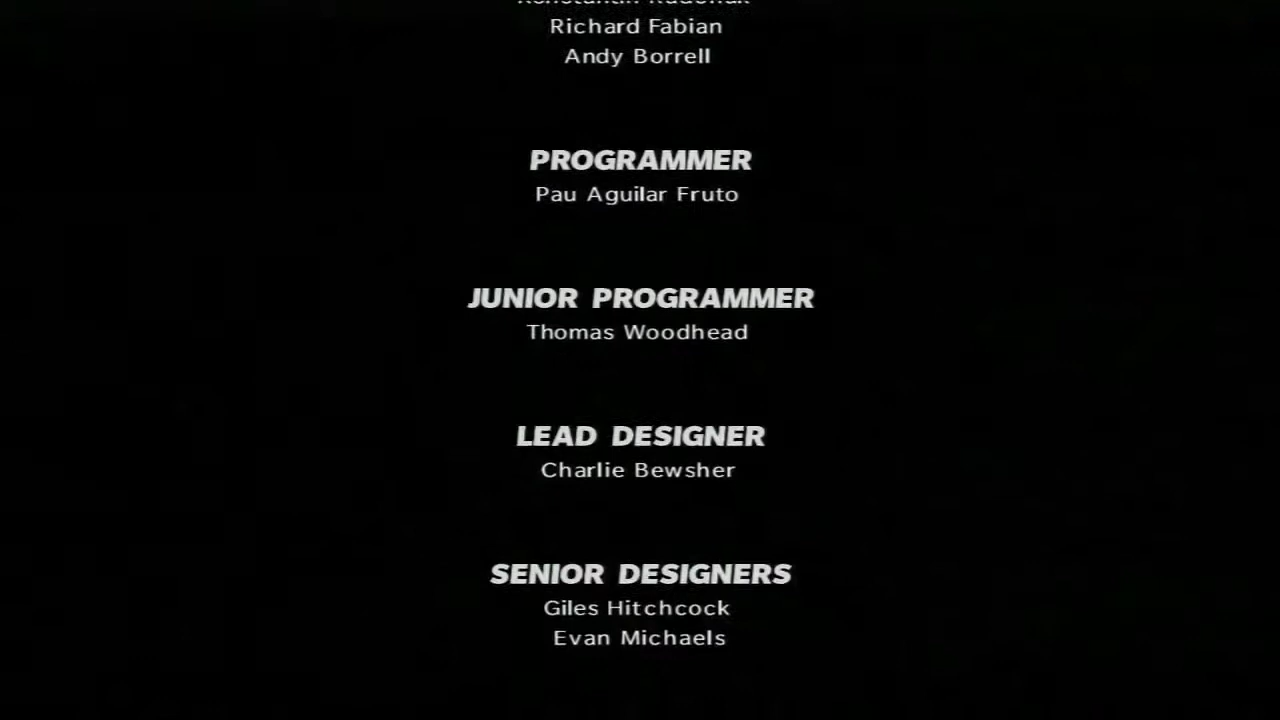 Richard Fabian
Andy Borrell
PROGRAMMER
Pau Aguilar Fruto
JUNIOR PROGRAMMER
Thomas Woodhead
LEAD DESIGNER
Charlie Bewsher
SENIOR DESIGNERS
Giles Hitchcock
Evan Michaels